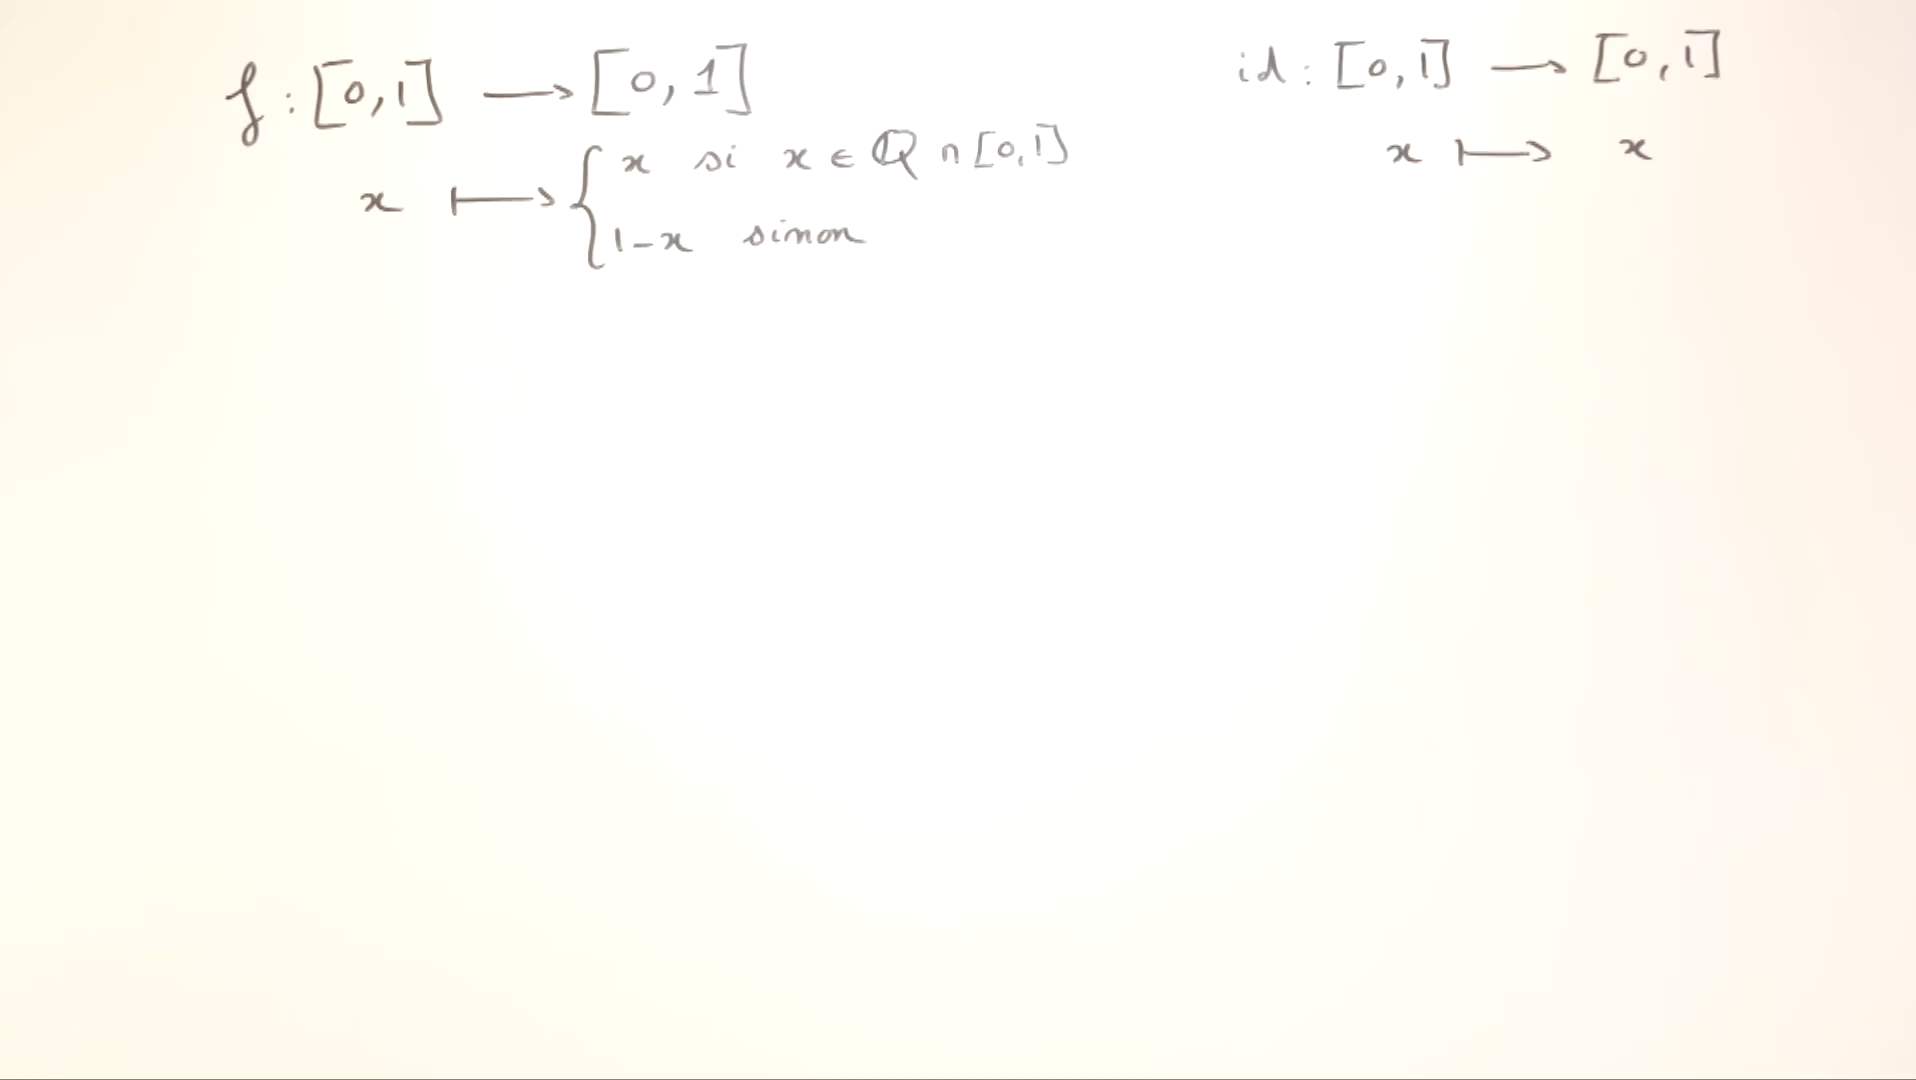 f : [0,1] ⟶ [0,1]
x ⟼ { x si x ∈ ℚ ∩ [0,1]
1-x sinon
id : [0,1] ⟶ [0,1]
x ⟼ x